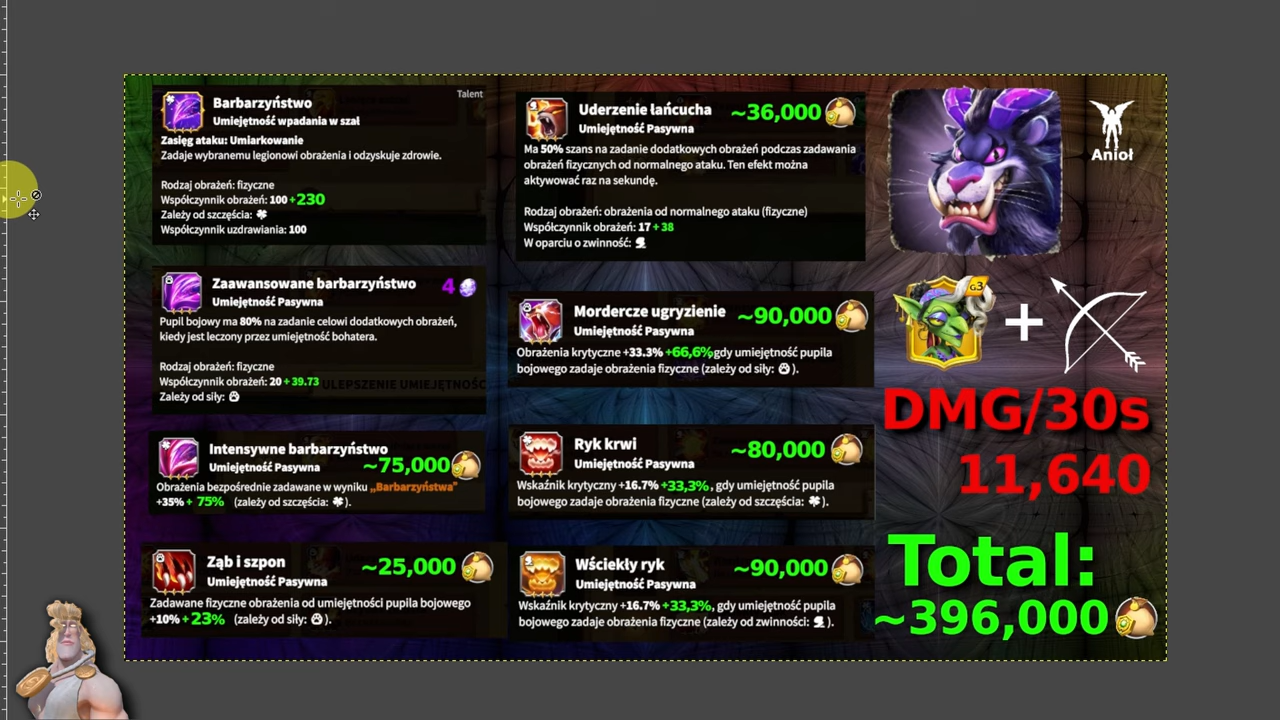 Barbarzyństwo
Talent
Umiejętność wpadania w szał
Zasięg ataku: Umiarkowanie
Zadaje wybranemu legionowi obrażenia i odzyskuje zdrowie.
Rodzaj obrażeń: fizyczne
Współczynnik obrażeń: 100 +230
Zależy od szczęścia:
Współczynnik uzdrawiania: 100
Zaawansowane barbarzyństwo 4
Umiejętność Pasywna
Pupil bojowy ma 80% na zadanie celowi dodatkowych obrażeń,
kiedy jest leczony przez umiejętność bohatera.
Rodzaj obrażeń: fizyczne
Współczynnik obrażeń: 20 + 39.73
ULEPSZENIE UMIEJĘTNOŚC
Zależy od siły:
Intensywne barbarzyństwo
Umiejętność Pasywna ~75,000
Obrażenia bezpośrednie zadawane w wyniku „Barbarzyństwa"
+35% + 75% (zależy od szczęścia: ).
Ząb i szpon ~25,000
Umiejętność Pasywna
Zadawane fizyczne obrażenia od umiejętności pupila bojowego
+10% + 23% (zależy od siły: ).
Uderzenie łańcucha ~36,000
Umiejętność Pasywna
Ma 50% szans na zadanie dodatkowych obrażeń podczas zadawania
obrażeń fizycznych od normalnego ataku. Ten efekt można
aktywować raz na sekundę.
Rodzaj obrażeń: obrażenia od normalnego ataku (fizyczne)
Współczynnik obrażeń: 17 + 38
W oparciu o zwinność:
Mordercze ugryzienie ~90,000
Umiejętność Pasywna
Obrażenia krytyczne +33.3% +66,6% gdy umiejętność pupila
bojowego zadaje obrażenia fizyczne (zależy od siły: ).
Ryk krwi ~80,000
Umiejętność Pasywna
Wskaźnik krytyczny +16.7% +33,3%, gdy umiejętność pupila
bojowego zadaje obrażenia fizyczne (zależy od szczęścia: ).
Wściekły ryk ~90,000
Umiejętność Pasywna
Wskaźnik krytyczny +16.7% +33,3%, gdy umiejętność pupila
bojowego zadaje obrażenia fizyczne (zależy od zwinności: ).
Anioł
G3
+
DMG/30s
11,640
Total:
~396,000